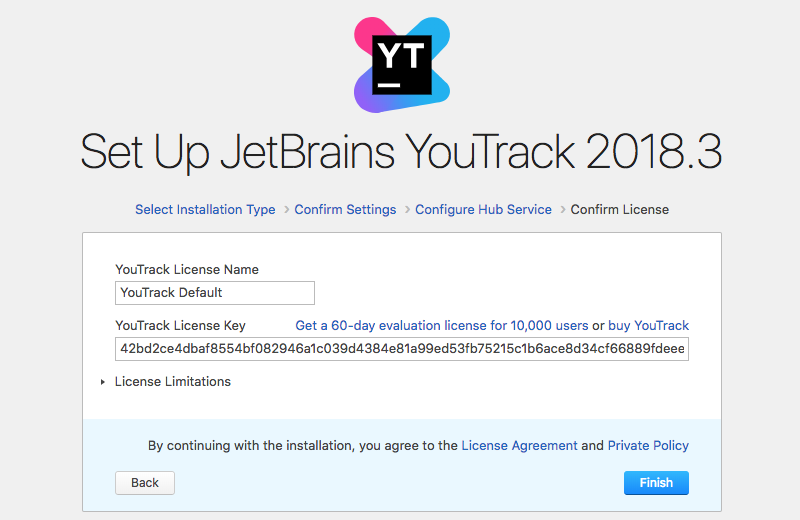 YT
Set Up JetBrains YouTrack 2018.3
Select Installation Type › Confirm Settings › Configure Hub Service › Confirm License
YouTrack License Name
YouTrack Default
YouTrack License Key Get a 60-day evaluation license for 10,000 users or buy YouTrack
42bd2ce4dbaf8554bf082946a1c039d4384e81a99ed53fb75215c1b6ace8d34cf66889fdeee
License Limitations
By continuing with the installation, you agree to the License Agreement and Private Policy
Back Finish